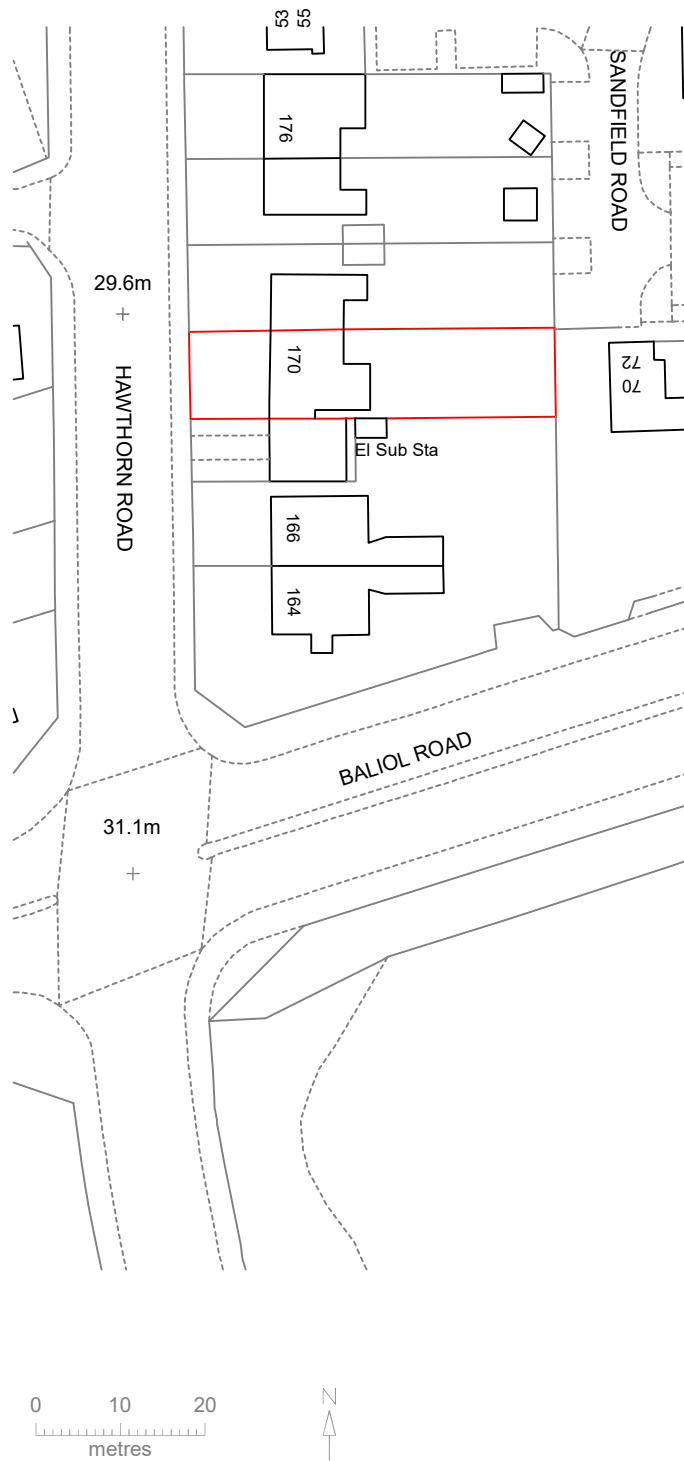 53
55
176
SANDFIELD ROAD
29.6m
HAWTHORN ROAD
170
72
70
El Sub Sta
166
164
BALIOL ROAD
31.1m
0 10 20
metres
N